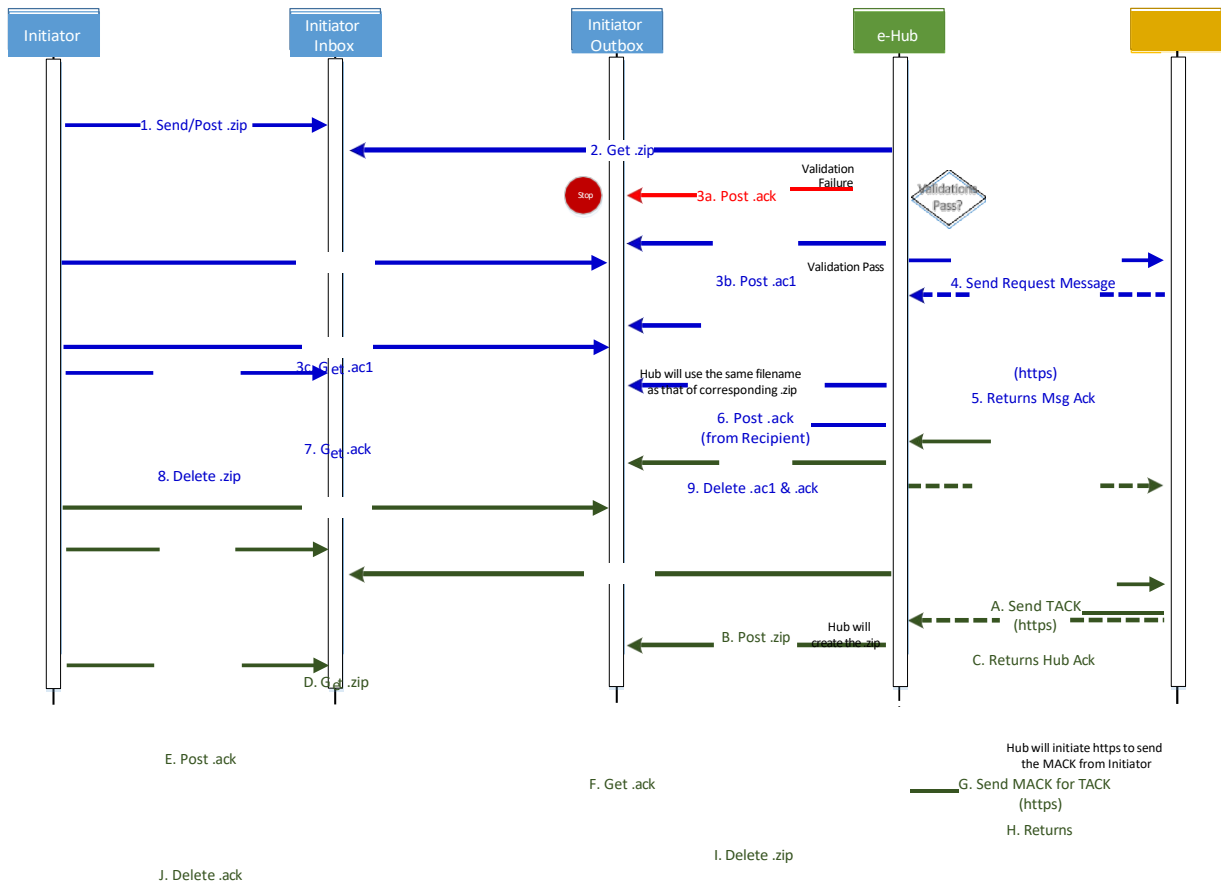 Initiator
Initiator
Inbox
Initiator
Outbox
e-Hub
1. Send/Post .zip
2. Get .zip
Validation
Failure
Stop
3a. Post .ack
Validations
Pass?
3b. Post .ac1
Validation Pass
4. Send Request Message
3c. Get .ac1
Hub will use the same filename
as that of corresponding .zip
(https)
5. Returns Msg Ack
6. Post .ack
(from Recipient)
7. Get .ack
8. Delete .zip
9. Delete .ac1 & .ack
A. Send TACK
(https)
B. Post .zip
Hub will
create the .zip
C. Returns Hub Ack
D. Get .zip
E. Post .ack
Hub will initiate https to send
the MACK from Initiator
F. Get .ack
G. Send MACK for TACK
(https)
H. Returns
I. Delete .zip
J. Delete .ack